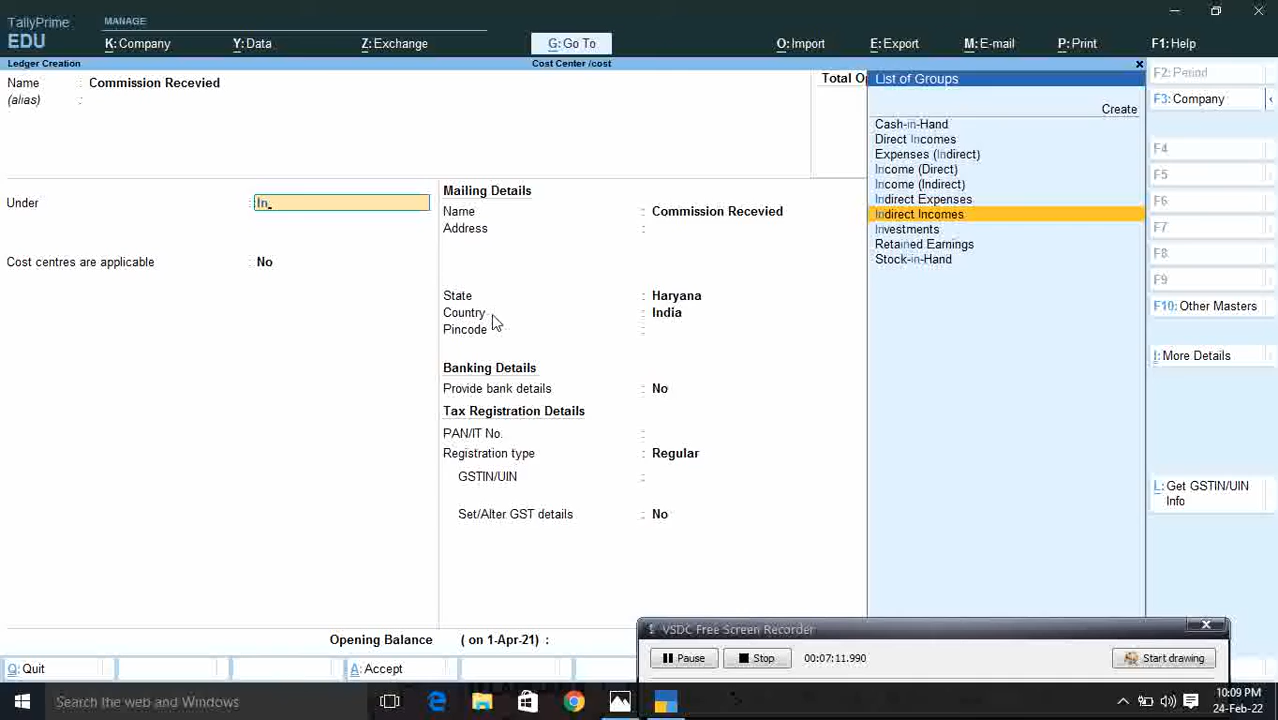 TallyPrime
EDU
MANAGE
K: Company
Y: Data
Z: Exchange
G: Go To
O: Import
E: Export
M: E-mail
P: Print
F1: Help
Ledger Creation
Cost Center /cost
Name : Commission Recevied
(alias) :
Total Op
Under : In
Cost centres are applicable : No
Mailing Details
Name : Commission Recevied
Address :
State : Haryana
Country : India
Pincode :
Banking Details
Provide bank details : No
Tax Registration Details
PAN/IT No. :
Registration type : Regular
GSTIN/UIN :
Set/Alter GST details : No
Opening Balance ( on 1-Apr-21) :
List of Groups
Create
Cash-in-Hand
Direct Incomes
Expenses (Indirect)
Income (Direct)
Income (Indirect)
Indirect Expenses
Indirect Incomes
Investments
Retained Earnings
Stock-in-Hand
F2: Period
F3: Company
F4
F5
F6
F7
F8
F9
F10: Other Masters
I: More Details
L: Get GSTIN/UIN
Info
Q: Quit
A: Accept
VSDC Free Screen Recorder
Pause
Stop
00:07:11.990
Start drawing
Search the web and Windows
10:09 PM
24-Feb-22